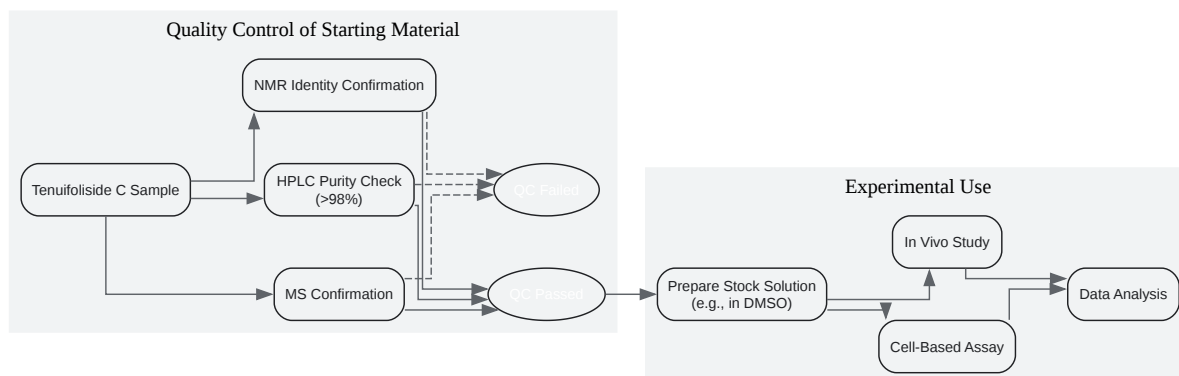 Quality Control of Starting Material
NMR Identity Confirmation
Tenuifoliside C Sample
HPLC Purity Check
(>98%)
QC Failed
MS Confirmation
QC Passed
Experimental Use
In Vivo Study
Prepare Stock Solution
(e.g., in DMSO)
Data Analysis
Cell-Based Assay